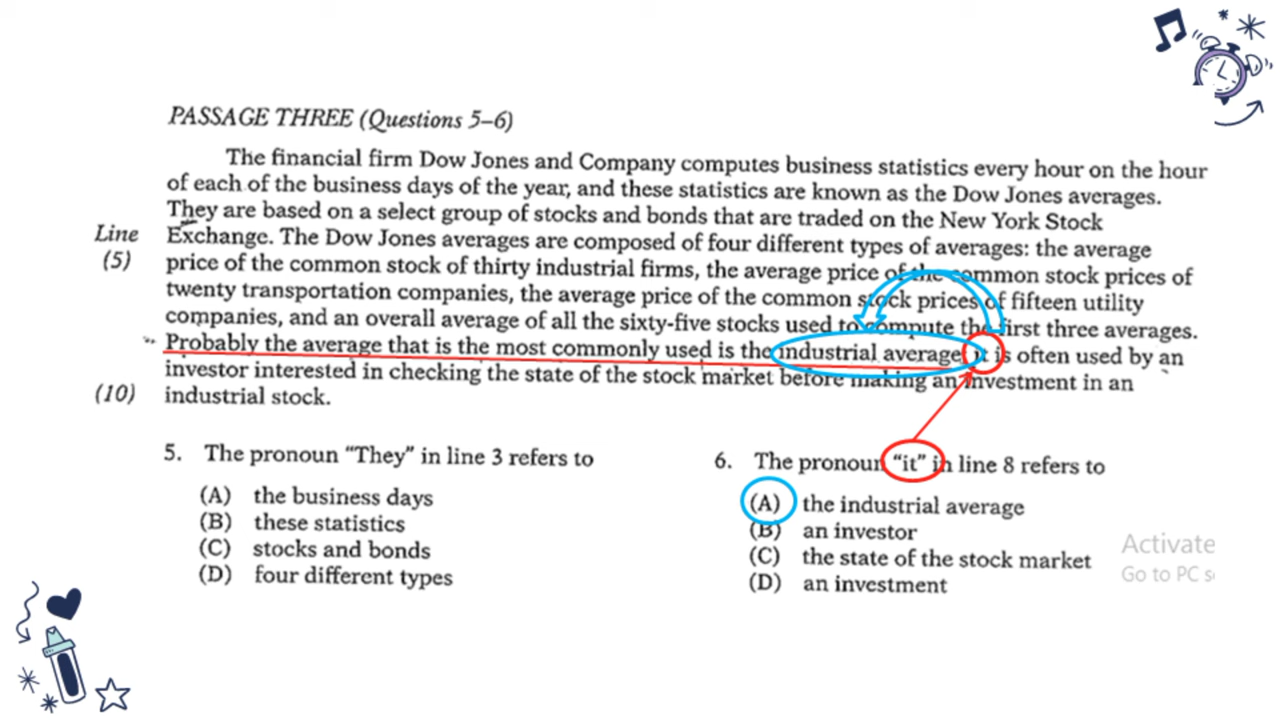 PASSAGE THREE (Questions 5–6)
The financial firm Dow Jones and Company computes business statistics every hour on the hour
of each of the business days of the year, and these statistics are known as the Dow Jones averages.
They are based on a select group of stocks and bonds that are traded on the New York Stock
Line Exchange. The Dow Jones averages are composed of four different types of averages: the average
(5) price of the common stock of thirty industrial firms, the average price of the common stock prices of
twenty transportation companies, the average price of the common stock prices of fifteen utility
companies, and an overall average of all the sixty-five stocks used to compute the first three averages.
Probably the average that is the most commonly used is the industrial average; it is often used by an
investor interested in checking the state of the stock market before making an investment in an
(10) industrial stock.
5. The pronoun “They” in line 3 refers to
(A) the business days
(B) these statistics
(C) stocks and bonds
(D) four different types
6. The pronoun “it” in line 8 refers to
(A) the industrial average
(B) an investor
(C) the state of the stock market
(D) an investment
Activate
Go to PC s